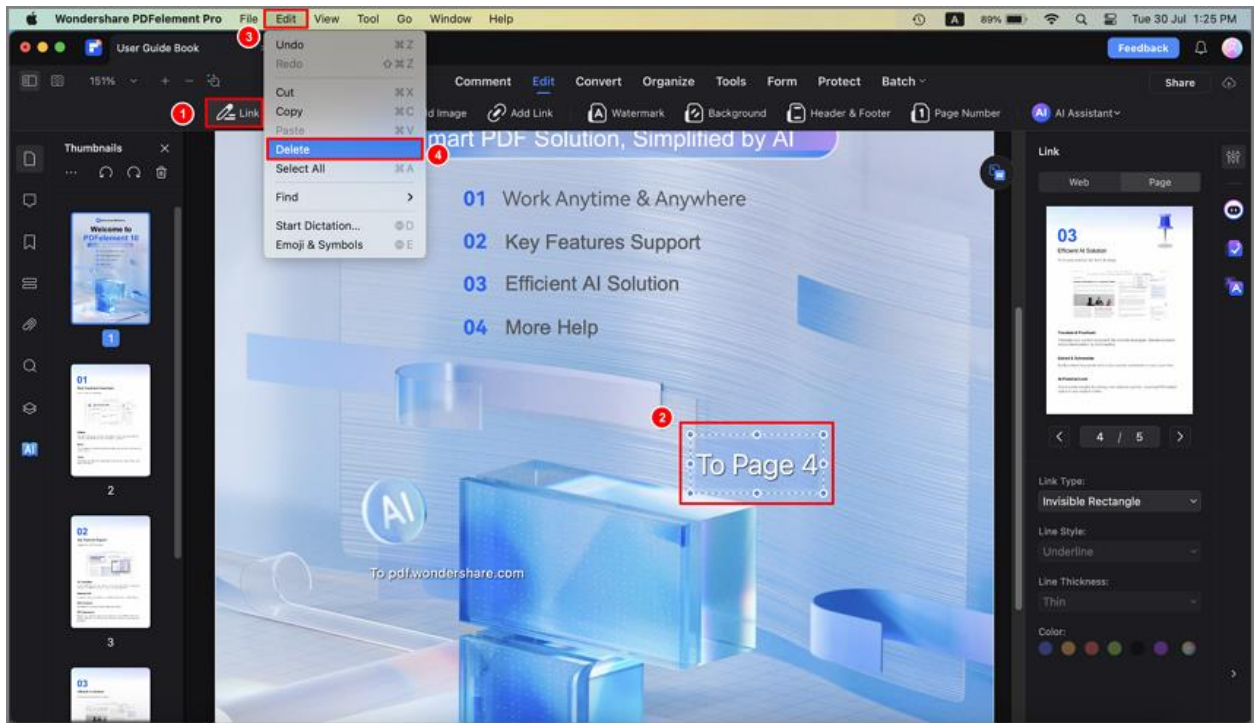 Wondershare PDFelement Pro File Edit View Tool Go Window Help A 89% Tue 30 Jul 1:25 PM
3
User Guide Book Feedback
Undo ⌘ Z
Redo ⇧ ⌘ Z
Cut ⌘ X
Copy ⌘ C
Paste ⌘ V
Delete
4
Select All ⌘ A
Find >
Start Dictation... D
Emoji & Symbols E
151% Comment Edit Convert Organize Tools Form Protect Batch Share
1 Link d Image Add Link Watermark Background Header & Footer Page Number AI Assistant
Thumbnails
Welcome to
PDFelement 10
1
01
2
02
3
03
mart PDF Solution, Simplified by AI
01 Work Anytime & Anywhere
02 Key Features Support
03 Efficient AI Solution
04 More Help
2
To Page 4
AI
To pdf.wondershare.com
Link
Web Page
03
Efficient AI Solution
4 / 5
Link Type:
Invisible Rectangle
Line Style:
Underline
Line Thickness:
Thin
Color: